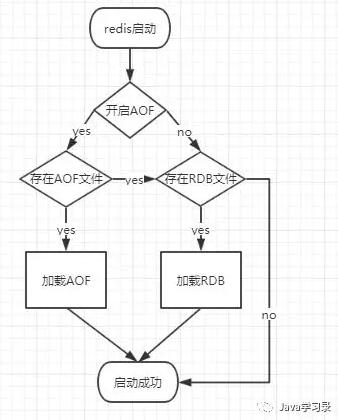 redis启动
开启AOF
yes
no
存在AOF文件
yes
存在RDB文件
yes
yes
加载AOF
加载RDB
no
启动成功
Java学习录